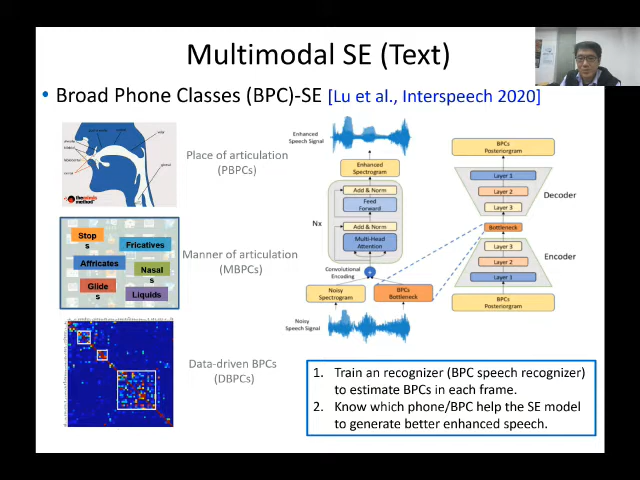 Multimodal SE (Text)
• Broad Phone Classes (BPC)-SE [Lu et al., Interspeech 2020]
Place of articulation
(PBPCs)
Stop
s
Fricatives
Affricates
Nasal
s
Glide
s
Liquids
Manner of articulation
(MBPCs)
Data-driven BPCs
(DBPCs)
Enhanced
Speech Signal
Enhanced
Spectrogram
Add & Norm
Feed
Forward
Nx
Add & Norm
Multi-Head
Attention
Convolutional
Encoding
Noisy
Spectrogram
BPCs
Bottleneck
Noisy
Speech Signal
BPCs
Posteriorgram
Layer 1
Layer 2
Layer 3
Decoder
Bottleneck
Layer 3
Layer 2
Layer 1
Encoder
BPCs
Posteriorgram
1. Train an recognizer (BPC speech recognizer)
to estimate BPCs in each frame.
2. Know which phone/BPC help the SE model
to generate better enhanced speech.